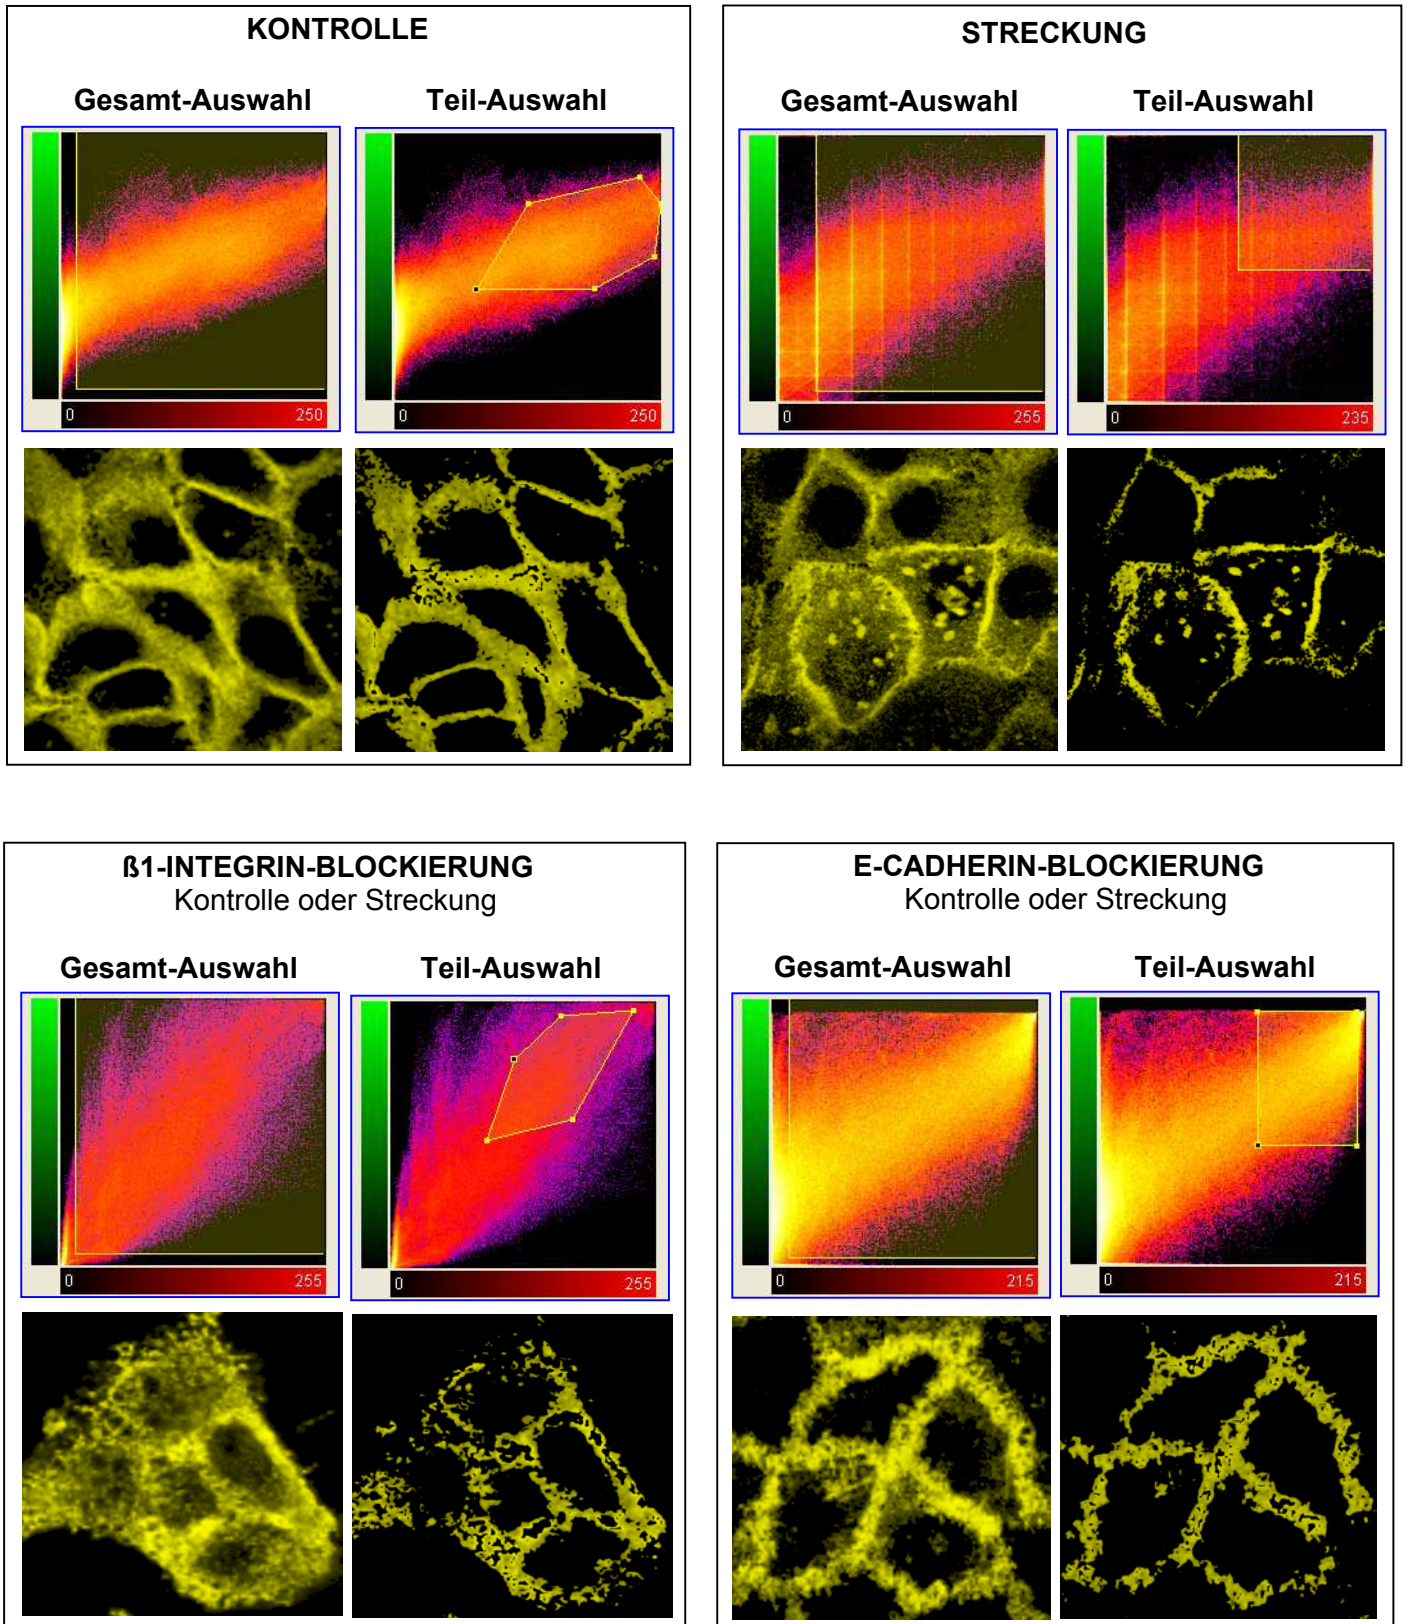 KONTROLLE
Gesamt-Auswahl Teil-Auswahl
0 250 0 250
STRECKUNG
Gesamt-Auswahl Teil-Auswahl
0 255 0 235
ß1-INTEGRIN-BLOCKIERUNG
Kontrolle oder Streckung
Gesamt-Auswahl Teil-Auswahl
0 255 0 255
E-CADHERIN-BLOCKIERUNG
Kontrolle oder Streckung
Gesamt-Auswahl Teil-Auswahl
0 215 0 215